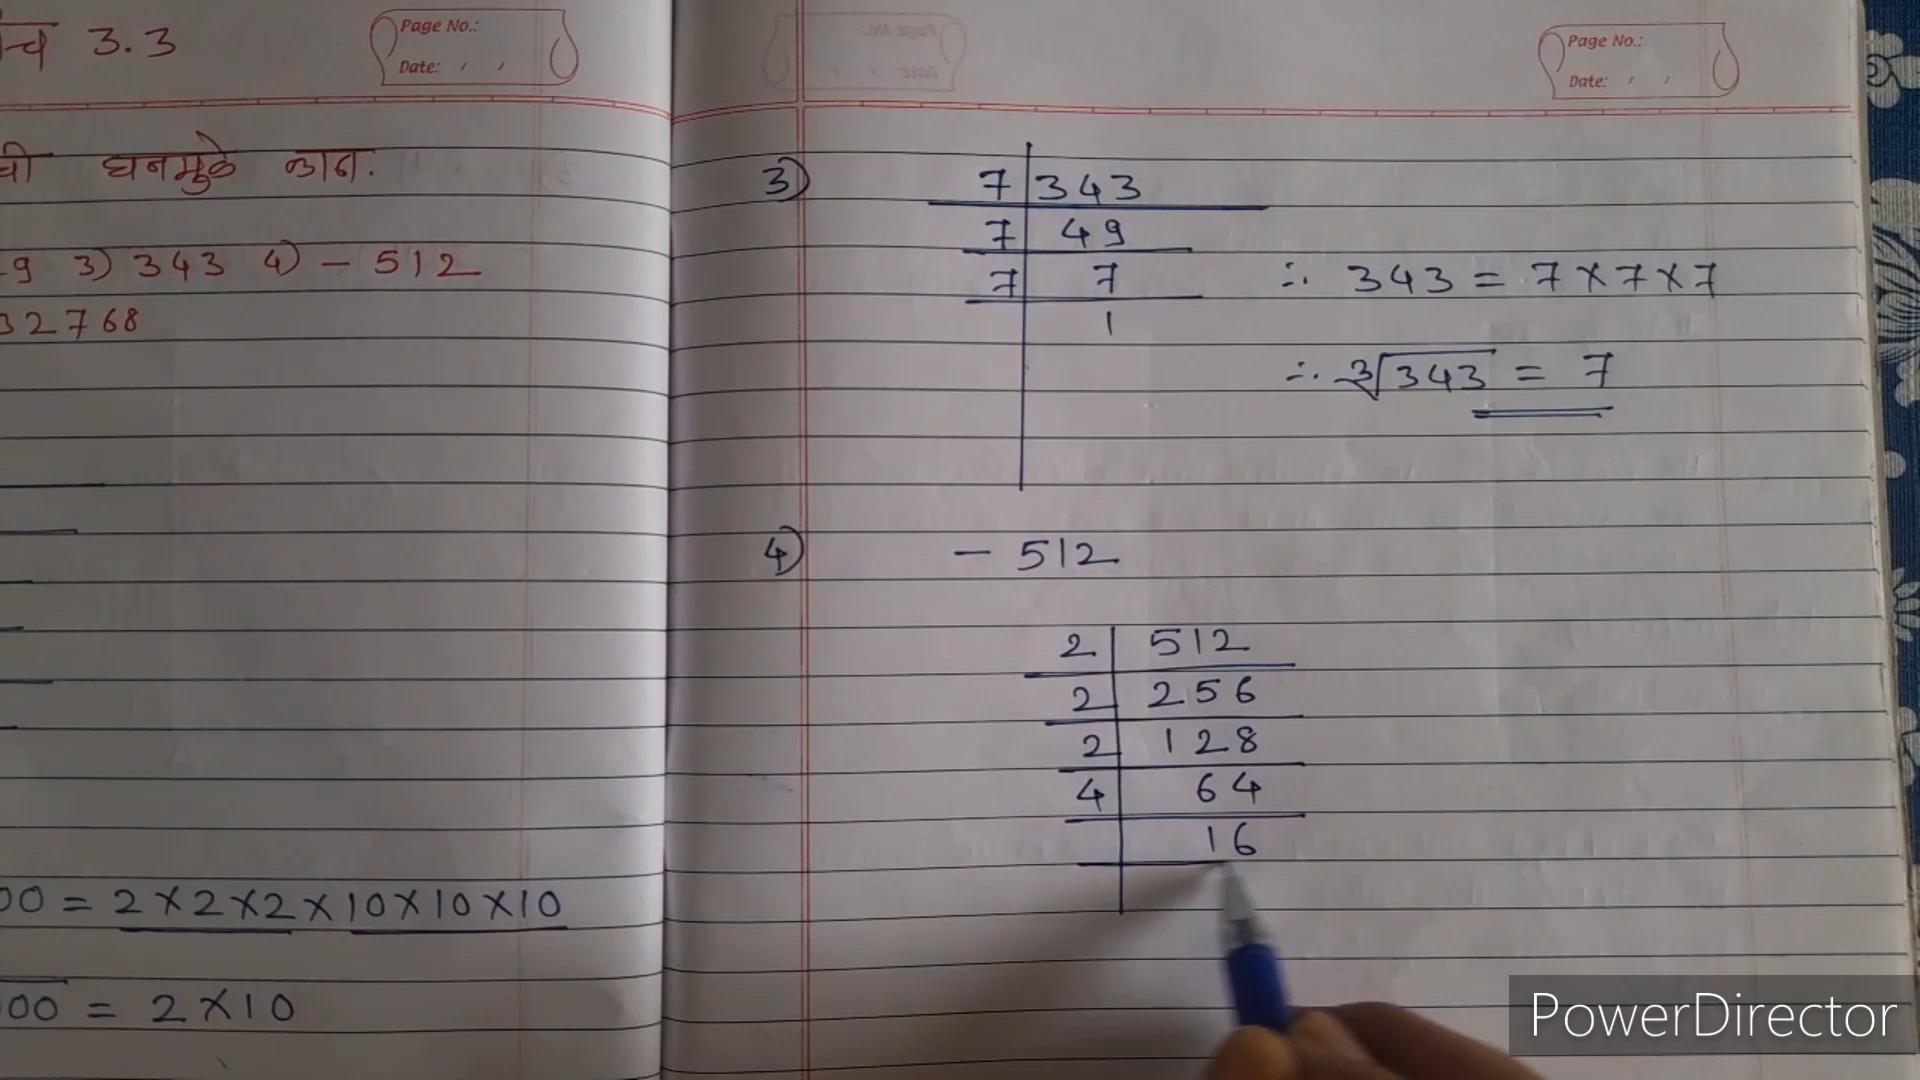 3.3
Page No.:
Date: / /
घनमुळे काढा.
3) 343 4) - 512
32768
00 = 2×2×2×10×10×10
00 = 2×10
Page No.:
Date: / /
3)
7 343
7 49
7 7
1
∴ 343 = 7×7×7
∴ ∛343 = 7
4) - 512
2 512
2 256
2 128
4 64
16
PowerDirector